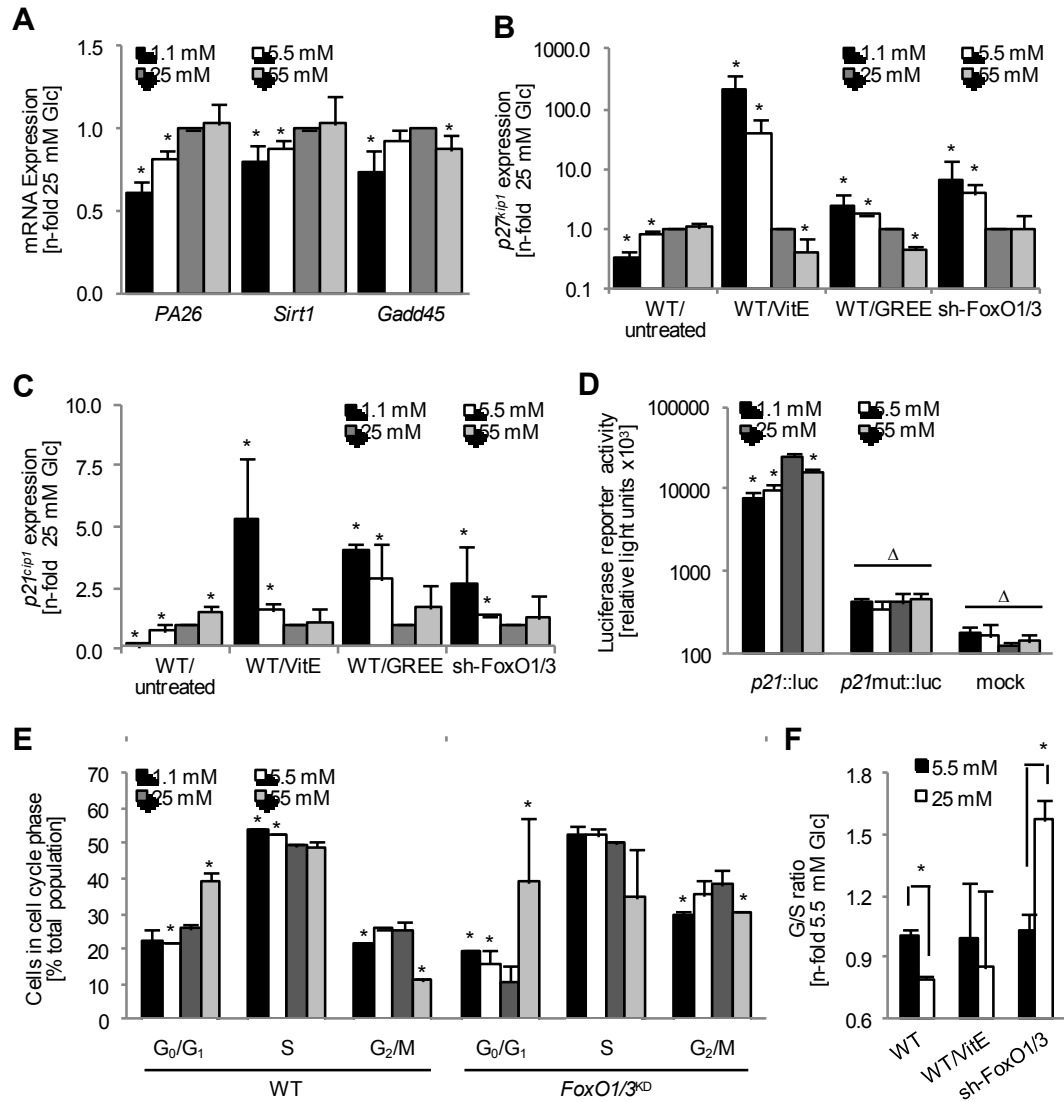 A
mRNA Expression
[n-fold 25 mM Glc]
1.1 mM
5.5 mM
25 mM
55 mM
1.5
1.0
0.5
0.0
*
*
*
*
*
*
PA26
Sirt1
Gadd45
B
p27kip1 expression
[n-fold 25 mM Glc]
1.1 mM
5.5 mM
25 mM
55 mM
1000.0
100.0
10.0
1.0
0.1
*
*
*
*
*
*
*
*
*
*
WT/
untreated
WT/VitE
WT/GREE
sh-FoxO1/3
C
p21cip1 expression
[n-fold 25 mM Glc]
1.1 mM
5.5 mM
25 mM
55 mM
10.0
7.5
5.0
2.5
0.0
*
*
*
*
*
*
*
*
*
WT/
untreated
WT/VitE
WT/GREE
sh-FoxO1/3
D
Luciferase reporter activity
[relative light units x10³]
1.1 mM
5.5 mM
25 mM
55 mM
100000
10000
1000
100
*
*
*
Δ
Δ
p21::luc
p21mut::luc
mock
E
Cells in cell cycle phase
[% total population]
1.1 mM
5.5 mM
25 mM
55 mM
70
60
50
40
30
20
10
0
*
*
*
*
*
*
*
*
*
*
*
G₀/G₁
S
G₂/M
G₀/G₁
S
G₂/M
WT
FoxO1/3ᴷᴰ
F
G/S ratio
[n-fold 5.5 mM Glc]
5.5 mM
25 mM
1.8
1.5
1.2
0.9
0.6
*
*
WT
WT/VitE
sh-FoxO1/3